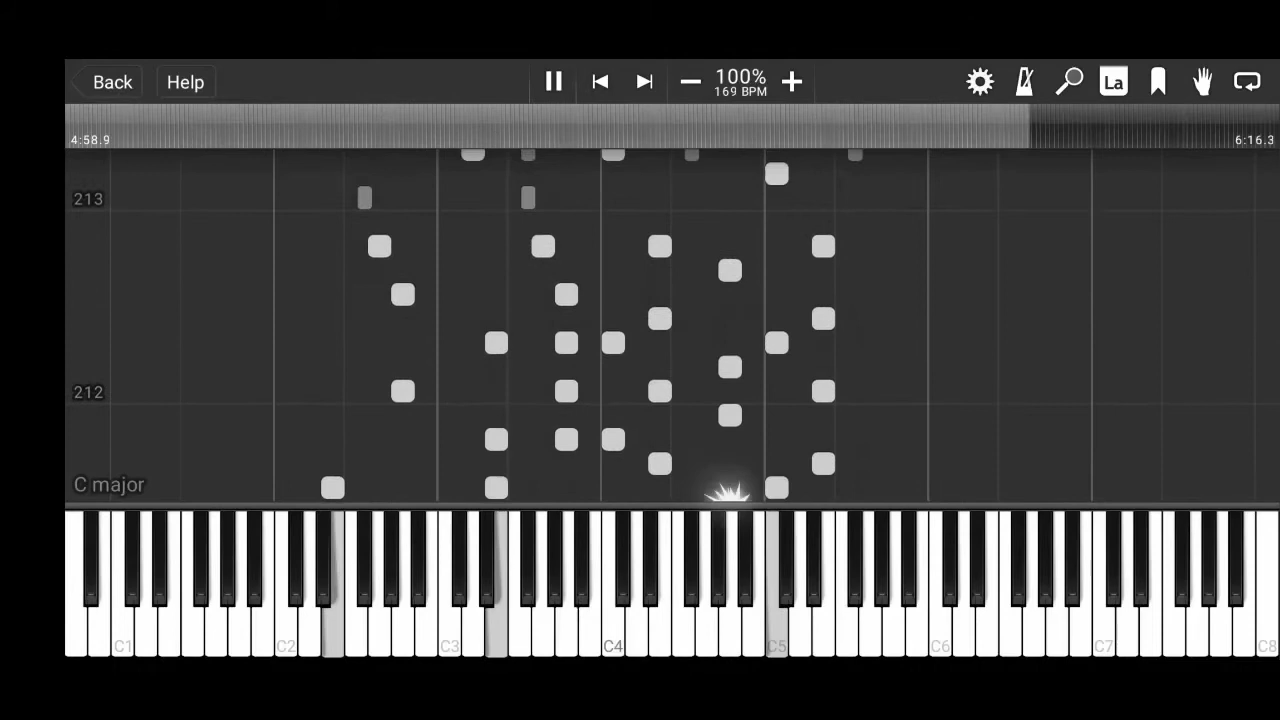 Back Help 100% La
169 BPM
4:58.9 6:16.3
213
212
C major
C1 C2 C3 C4 C5 C6 C7 C8